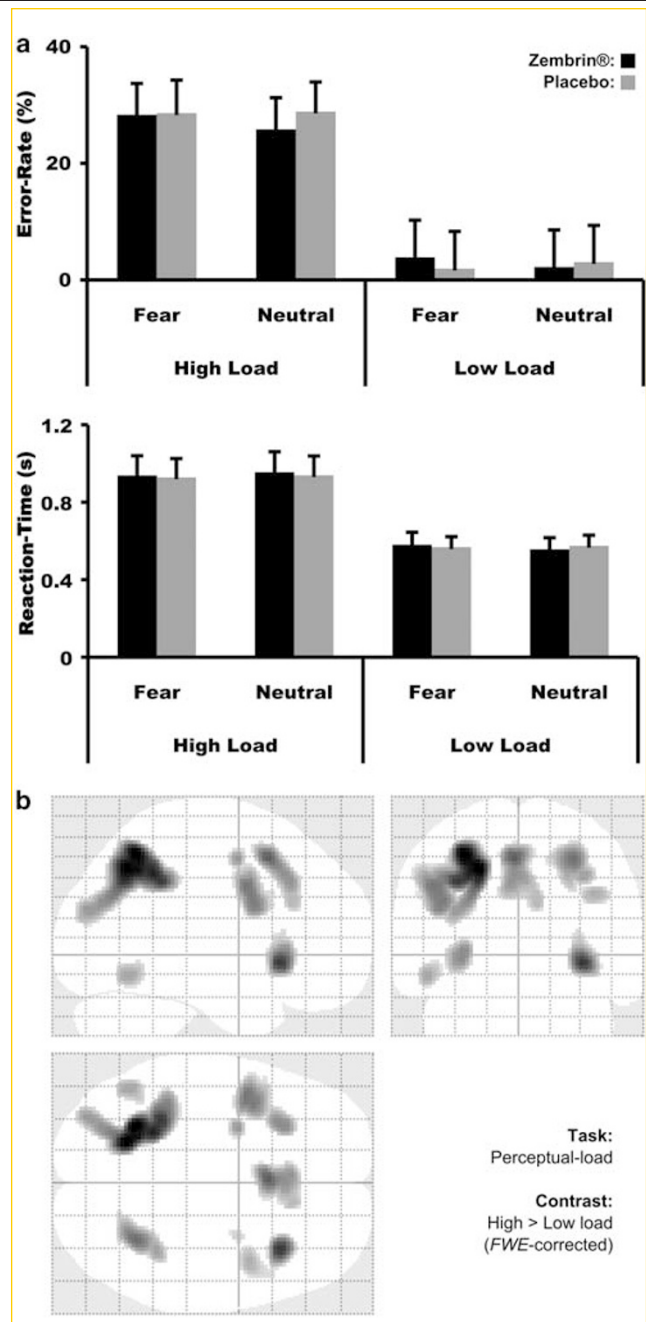 a
40
Zembrin®:
Placebo:
Error-Rate (%)
20
0
Fear Neutral Fear Neutral
High Load Low Load
1.2
Reaction-Time (s)
0.8
0.4
0
Fear Neutral Fear Neutral
High Load Low Load
b
Task:
Perceptual-load
Contrast:
High > Low load
(FWE-corrected)